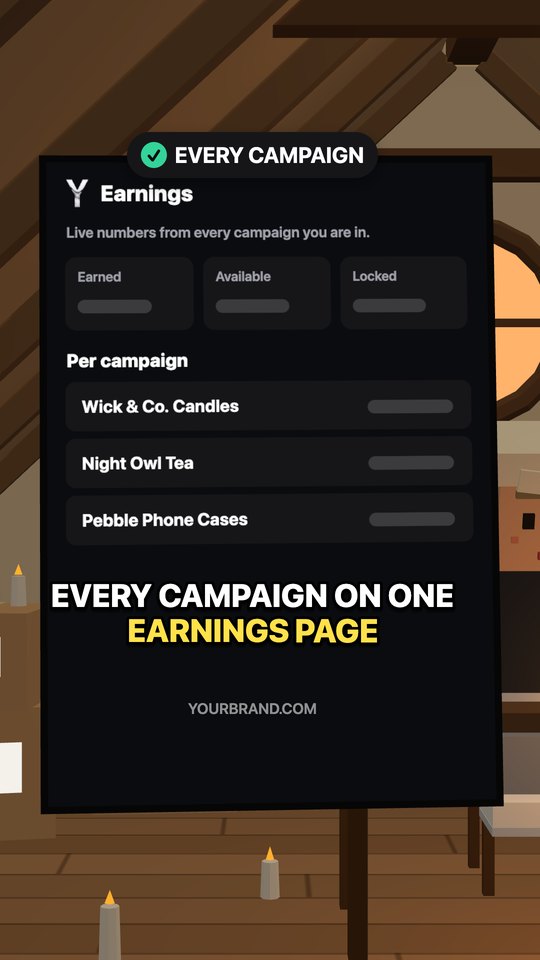 EVERY CAMPAIGN
Y Earnings
Live numbers from every campaign you are in.
Earned
Available
Locked
Per campaign
Wick & Co. Candles
Night Owl Tea
Pebble Phone Cases
EVERY CAMPAIGN ON ONE
EARNINGS PAGE
YOURBRAND.COM